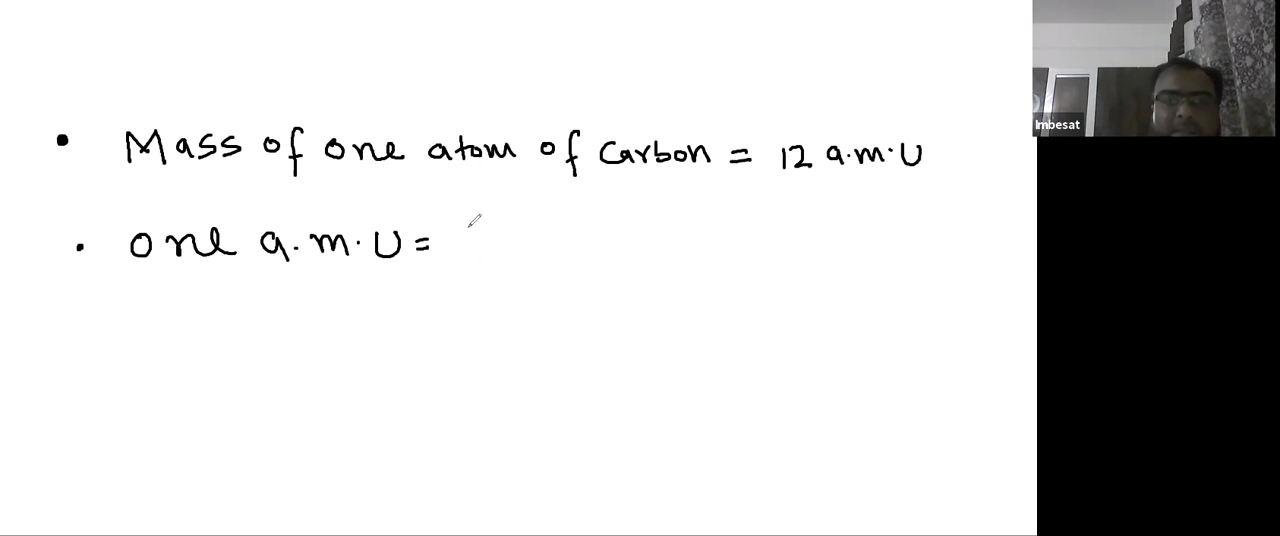 • Mass of one atom of carbon = 12 a.m.U
• one a.m.U =
Imbesat